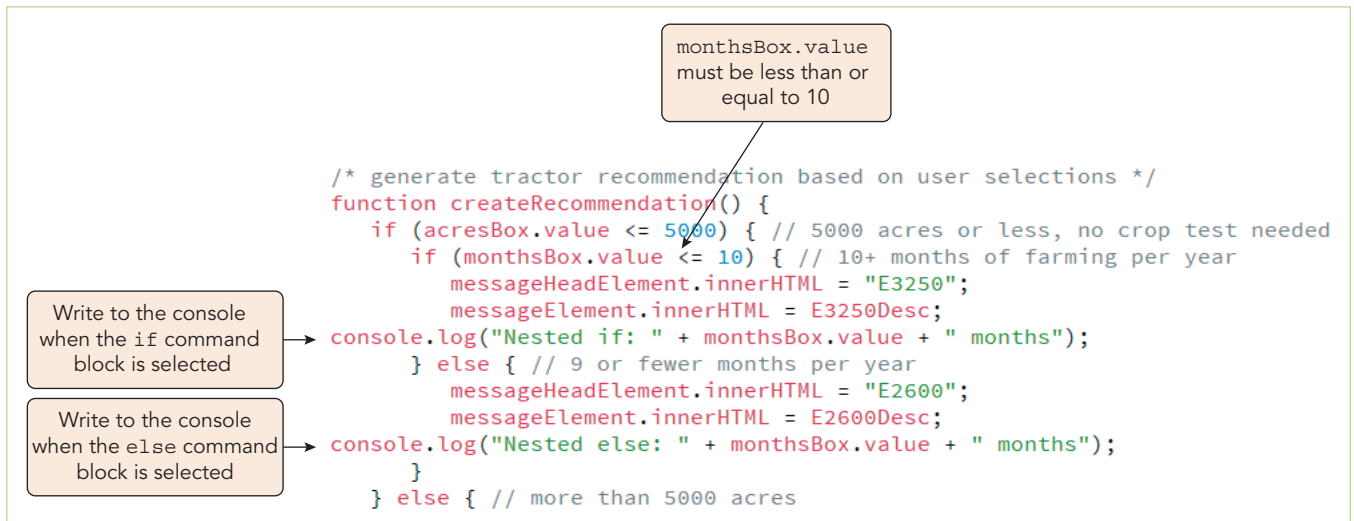 monthsBox.value
must be less than or
equal to 10
/* generate tractor recommendation based on user selections */
function createRecommendation() {
if (acresBox.value <= 5000) { // 5000 acres or less, no crop test needed
if (monthsBox.value <= 10) { // 10+ months of farming per year
messageHeadElement.innerHTML = "E3250";
messageElement.innerHTML = E3250Desc;
Write to the console
when the if command
block is selected
console.log("Nested if: " + monthsBox.value + " months");
} else { // 9 or fewer months per year
messageHeadElement.innerHTML = "E2600";
messageElement.innerHTML = E2600Desc;
Write to the console
when the else command
block is selected
console.log("Nested else: " + monthsBox.value + " months");
}
} else { // more than 5000 acres